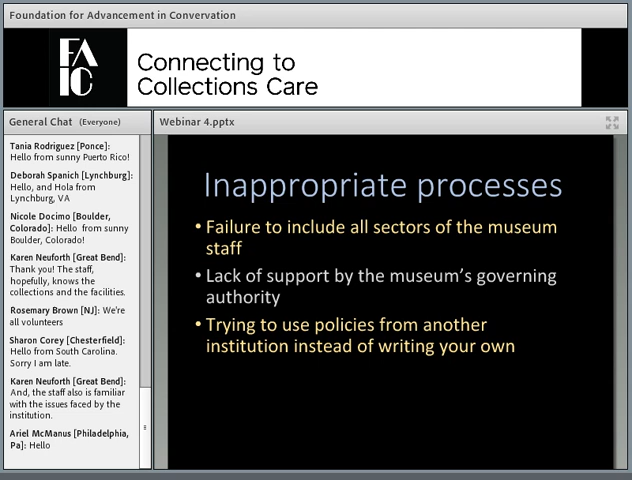 Foundation for Advancement in Convervation
FA
IC
Connecting to
Collections Care
General Chat (Everyone)
Tania Rodriguez [Ponce]:
Hello from sunny Puerto Rico!
Deborah Spanich [Lynchburg]:
Hello, and Hola from
Lynchburg, VA
Nicole Docimo [Boulder,
Colorado]: Hello from sunny
Boulder, Colorado!
Karen Neuforth [Great Bend]:
Thank you! The staff,
hopefully, knows the
collections and the facilities.
Rosemary Brown [NJ]: We're
all volunteers
Sharon Corey [Chesterfield]:
Hello from South Carolina.
Sorry I am late.
Karen Neuforth [Great Bend]:
And, the staff also is familiar
with the issues faced by the
institution.
Ariel McManus [Philadelphia,
Pa]: Hello
Webinar 4.pptx
Inappropriate processes
• Failure to include all sectors of the museum
staff
• Lack of support by the museum's governing
authority
• Trying to use policies from another
institution instead of writing your own